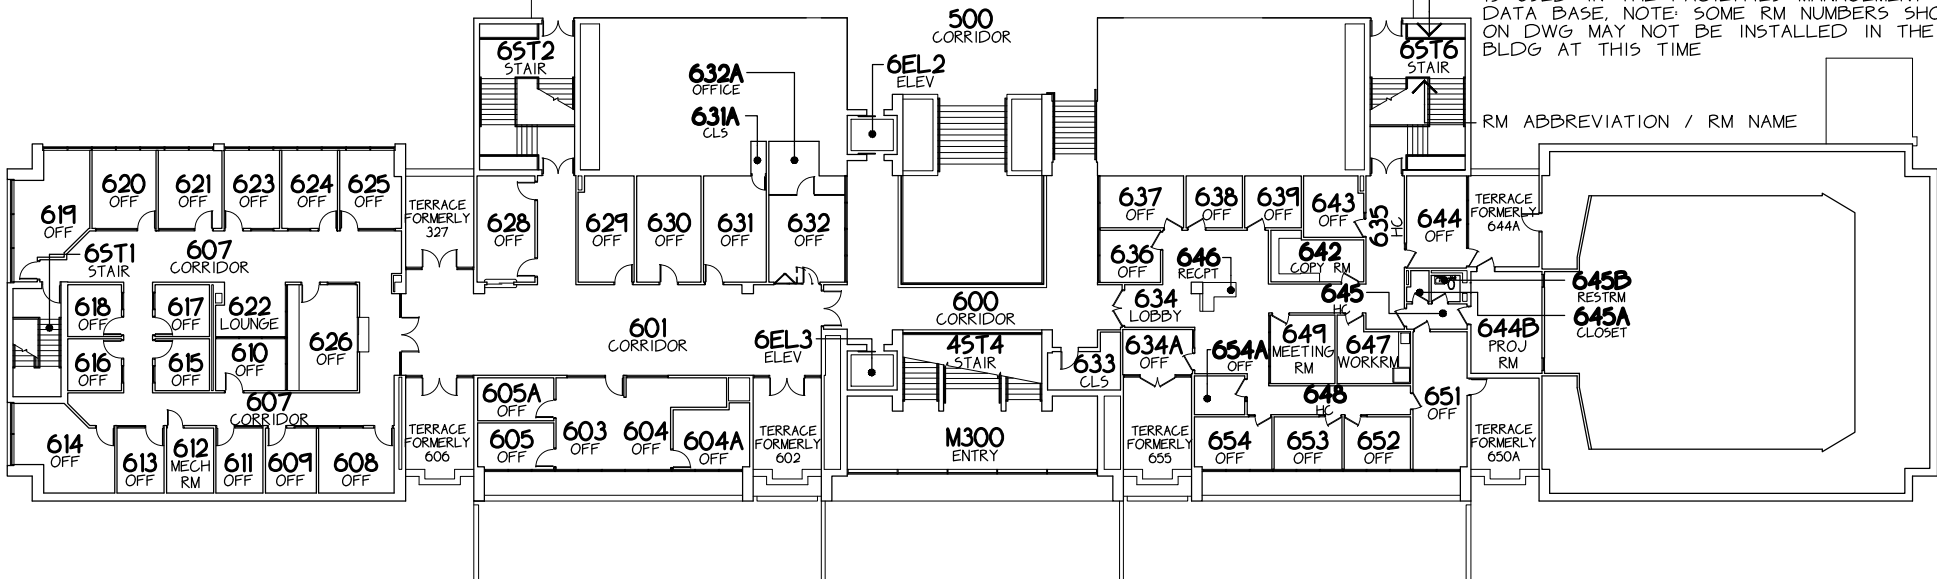 IS USED IN THE FACILITIES MANAGEMENT
DATA BASE, NOTE: SOME RM NUMBERS SHO
ON DWG MAY NOT BE INSTALLED IN THE
BLDG AT THIS TIME
RM ABBREVIATION / RM NAME
500
CORRIDOR
6ST2
STAIR
632A
OFFICE
631A
CLS
6EL2
ELEV
6ST6
STAIR
619
OFF
620
OFF
621
OFF
623
OFF
624
OFF
625
OFF
TERRACE
FORMERLY
327
628
OFF
629
OFF
630
OFF
631
OFF
632
OFF
637
OFF
638
OFF
639
OFF
643
OFF
635
HC
644
OFF
TERRACE
FORMERLY
644A
6ST1
STAIR
607
CORRIDOR
636
OFF
646
RECPT
642
COPY RM
618
OFF
617
OFF
622
LOUNGE
626
OFF
616
OFF
615
OFF
610
OFF
601
CORRIDOR
6EL3
ELEV
600
CORRIDOR
4ST4
STAIR
633
CLS
634
LOBBY
634A
OFF
654A
OFF
649
MEETING
RM
645
HC
647
WORKRM
645B
RESTRM
645A
CLOSET
644B
PROJ
RM
607
CORRIDOR
605A
OFF
648
HC
651
OFF
614
OFF
613
OFF
612
MECH
RM
611
OFF
609
OFF
608
OFF
TERRACE
FORMERLY
606
605
OFF
603
OFF
604
OFF
604A
OFF
TERRACE
FORMERLY
602
M300
ENTRY
TERRACE
FORMERLY
655
654
OFF
653
OFF
652
OFF
TERRACE
FORMERLY
650A